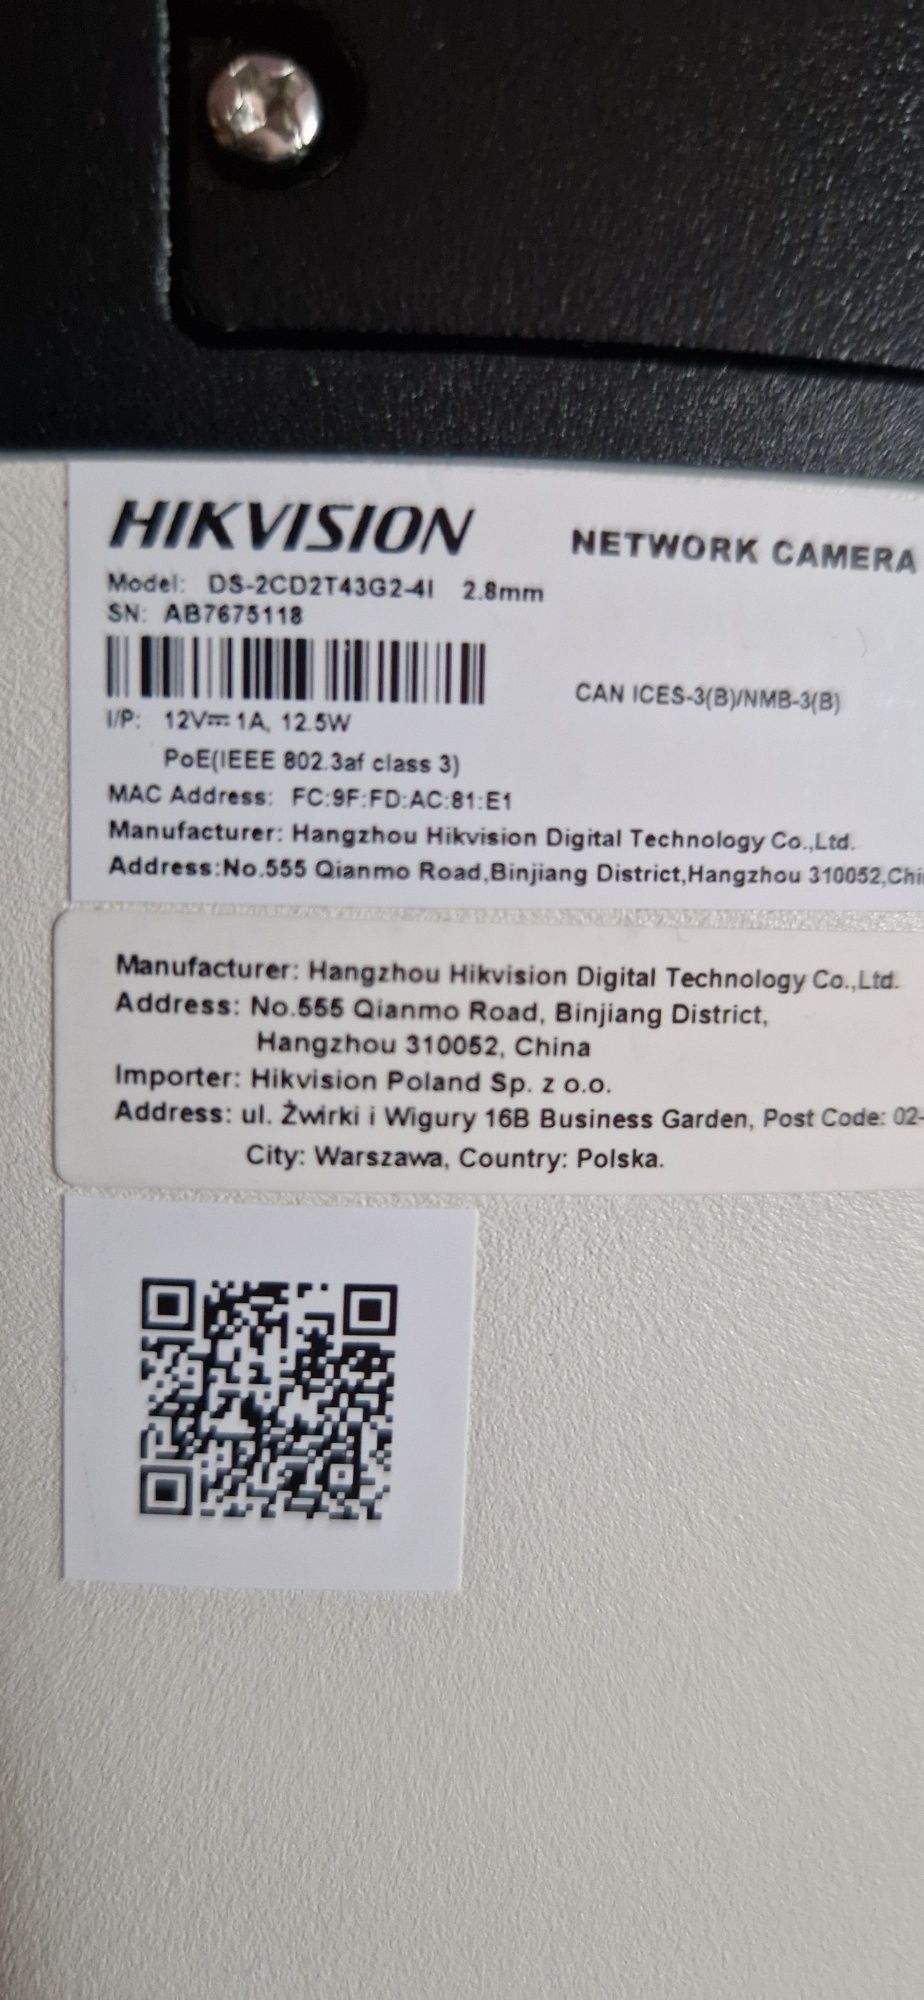 HIKVISION
NETWORK CAMERA
Model: DS-2CD2T43G2-4I 2.8mm
SN: AB7675118
CAN ICES-3(B)/NMB-3(B)
I/P: 12V⎓1A, 12.5W
PoE(IEEE 802.3af class 3)
MAC Address: FC:9F:FD:AC:81:E1
Manufacturer: Hangzhou Hikvision Digital Technology Co.,Ltd.
Address:No.555 Qianmo Road,Binjiang District,Hangzhou 310052,Chi
Manufacturer: Hangzhou Hikvision Digital Technology Co.,Ltd.
Address: No.555 Qianmo Road, Binjiang District,
Hangzhou 310052, China
Importer: Hikvision Poland Sp. z o.o.
Address: ul. Żwirki i Wigury 16B Business Garden, Post Code: 02-
City: Warszawa, Country: Polska.